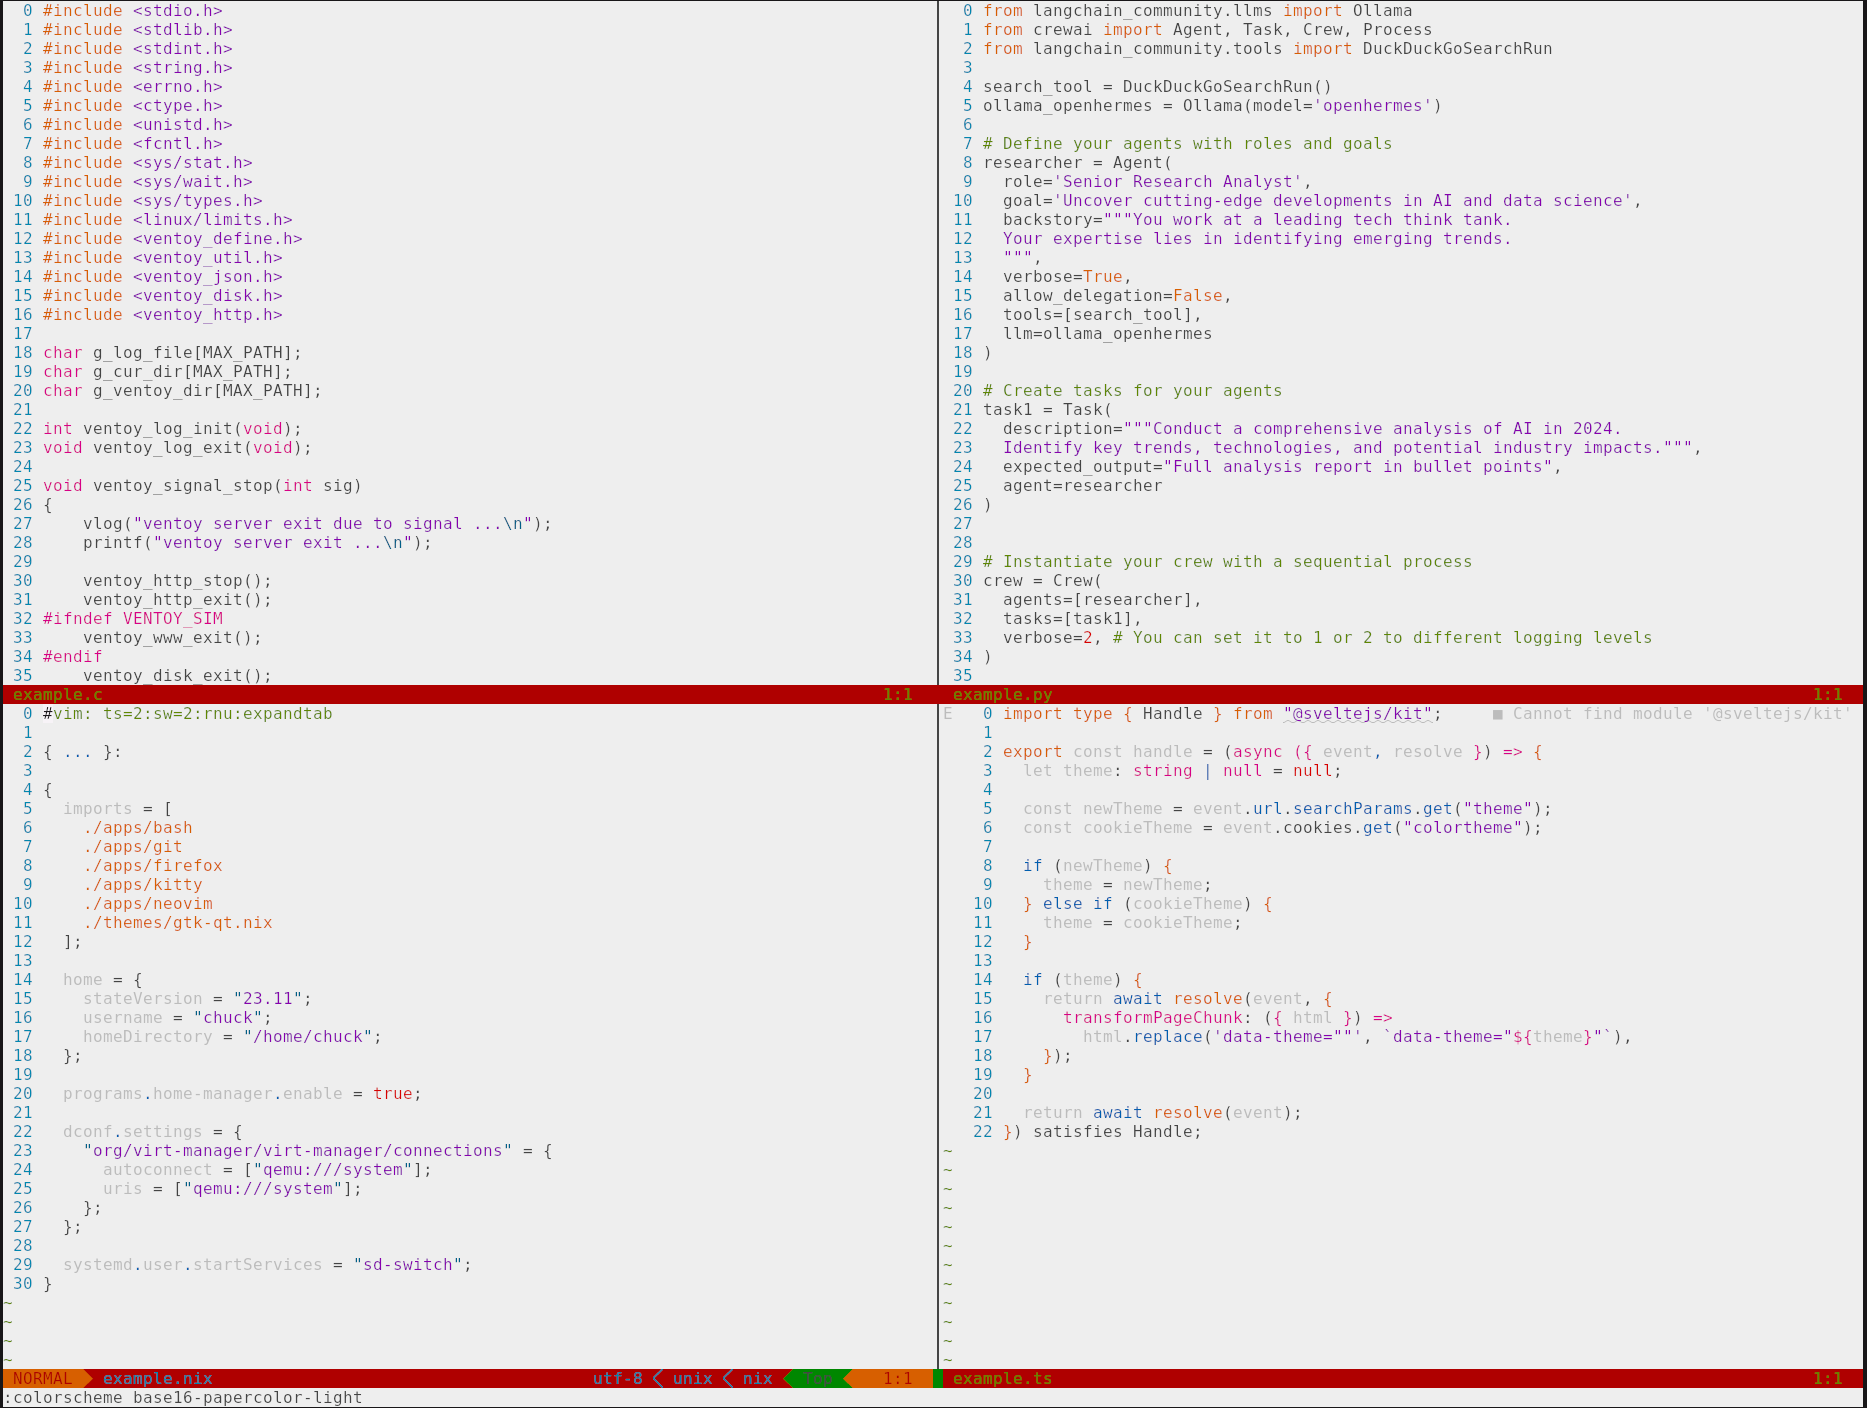 0 #include <stdio.h>
1 #include <stdlib.h>
2 #include <stdint.h>
3 #include <string.h>
4 #include <errno.h>
5 #include <ctype.h>
6 #include <unistd.h>
7 #include <fcntl.h>
8 #include <sys/stat.h>
9 #include <sys/wait.h>
10 #include <sys/types.h>
11 #include <linux/limits.h>
12 #include <ventoy_define.h>
13 #include <ventoy_util.h>
14 #include <ventoy_json.h>
15 #include <ventoy_disk.h>
16 #include <ventoy_http.h>
17
18 char g_log_file[MAX_PATH];
19 char g_cur_dir[MAX_PATH];
20 char g_ventoy_dir[MAX_PATH];
21
22 int ventoy_log_init(void);
23 void ventoy_log_exit(void);
24
25 void ventoy_signal_stop(int sig)
26 {
27     vlog("ventoy server exit due to signal ...\n");
28     printf("ventoy server exit ...\n");
29
30     ventoy_http_stop();
31     ventoy_http_exit();
32 #ifndef VENTOY_SIM
33     ventoy_www_exit();
34 #endif
35     ventoy_disk_exit();
example.c 1:1
0 from langchain_community.llms import Ollama
1 from crewai import Agent, Task, Crew, Process
2 from langchain_community.tools import DuckDuckGoSearchRun
3
4 search_tool = DuckDuckGoSearchRun()
5 ollama_openhermes = Ollama(model='openhermes')
6
7 # Define your agents with roles and goals
8 researcher = Agent(
9   role='Senior Research Analyst',
10   goal='Uncover cutting-edge developments in AI and data science',
11   backstory="""You work at a leading tech think tank.
12   Your expertise lies in identifying emerging trends.
13   """,
14   verbose=True,
15   allow_delegation=False,
16   tools=[search_tool],
17   llm=ollama_openhermes
18 )
19
20 # Create tasks for your agents
21 task1 = Task(
22   description="""Conduct a comprehensive analysis of AI in 2024.
23   Identify key trends, technologies, and potential industry impacts.""",
24   expected_output="Full analysis report in bullet points",
25   agent=researcher
26 )
27
28
29 # Instantiate your crew with a sequential process
30 crew = Crew(
31   agents=[researcher],
32   tasks=[task1],
33   verbose=2, # You can set it to 1 or 2 to different logging levels
34 )
35
example.py 1:1
0 #vim: ts=2:sw=2:rnu:expandtab
1
2 { ... }:
3
4 {
5   imports = [
6     ./apps/bash
7     ./apps/git
8     ./apps/firefox
9     ./apps/kitty
10     ./apps/neovim
11     ./themes/gtk-qt.nix
12   ];
13
14   home = {
15     stateVersion = "23.11";
16     username = "chuck";
17     homeDirectory = "/home/chuck";
18   };
19
20   programs.home-manager.enable = true;
21
22   dconf.settings = {
23     "org/virt-manager/virt-manager/connections" = {
24       autoconnect = ["qemu:///system"];
25       uris = ["qemu:///system"];
26     };
27   };
28
29   systemd.user.startServices = "sd-switch";
30 }
~
~
~
~
NORMAL example.nix utf-8 unix nix Top 1:1
E 0 import type { Handle } from "@sveltejs/kit"; ■ Cannot find module '@sveltejs/kit'
1
2 export const handle = (async ({ event, resolve }) => {
3   let theme: string | null = null;
4
5   const newTheme = event.url.searchParams.get("theme");
6   const cookieTheme = event.cookies.get("colortheme");
7
8   if (newTheme) {
9     theme = newTheme;
10   } else if (cookieTheme) {
11     theme = cookieTheme;
12   }
13
14   if (theme) {
15     return await resolve(event, {
16       transformPageChunk: ({ html }) =>
17         html.replace('data-theme=""', `data-theme="${theme}"`),
18     });
19   }
20
21   return await resolve(event);
22 }) satisfies Handle;
~
~
~
~
~
~
~
~
~
~
~
~
example.ts 1:1
:colorscheme base16-papercolor-light